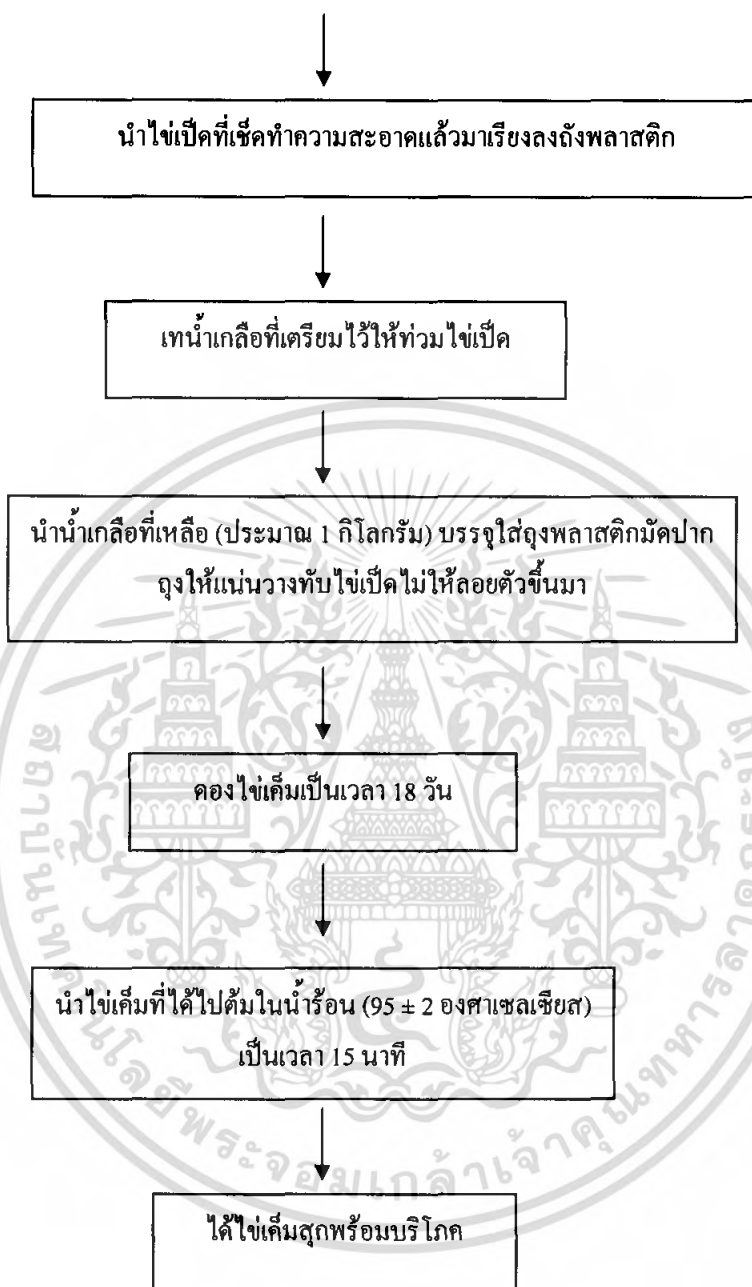 นำไข่เป็ดที่เช็ดทำความสะอาดแล้วมาเรียงลงถังพลาสติก
เทน้ำเกลือที่เตรียมไว้ให้ท่วมไข่เป็ด
นำน้ำเกลือที่เหลือ (ประมาณ 1 กิโลกรัม) บรรจุใส่ถุงพลาสติกมัดปาก
ถุงให้แน่นวางทับไข่เป็ดไม่ให้ลอยตัวขึ้นมา
ดองไข่เค็มเป็นเวลา 18 วัน
นำไข่เค็มที่ได้ไปต้มในน้ำร้อน (95 ± 2 องศาเซลเซียส)
เป็นเวลา 15 นาที
ได้ไข่เค็มสุกพร้อมบริโภค